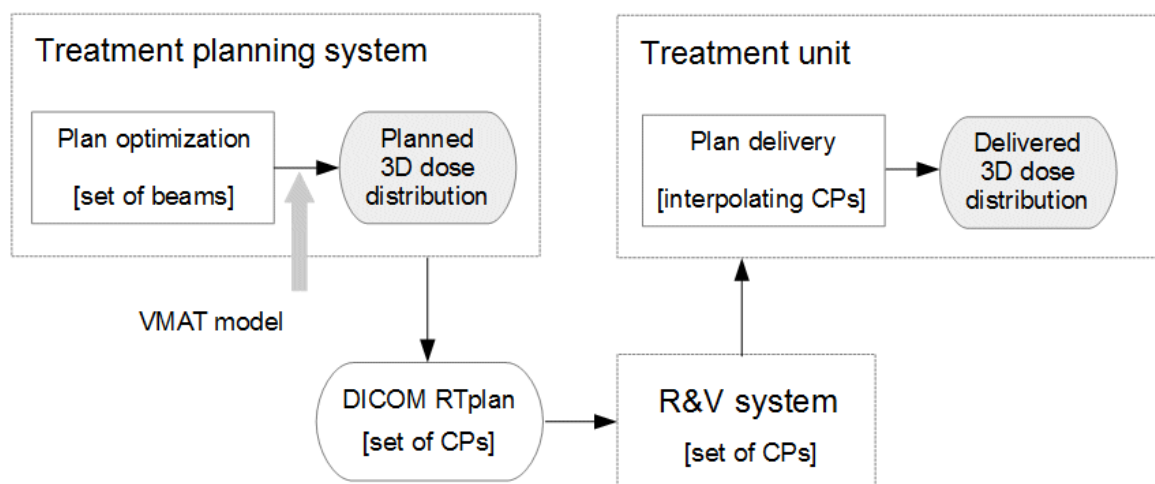 Treatment planning system
Plan optimization
[set of beams]
Planned
3D dose
distribution
VMAT model
Treatment unit
Plan delivery
[interpolating CPs]
Delivered
3D dose
distribution
DICOM RTplan
[set of CPs]
R&V system
[set of CPs]